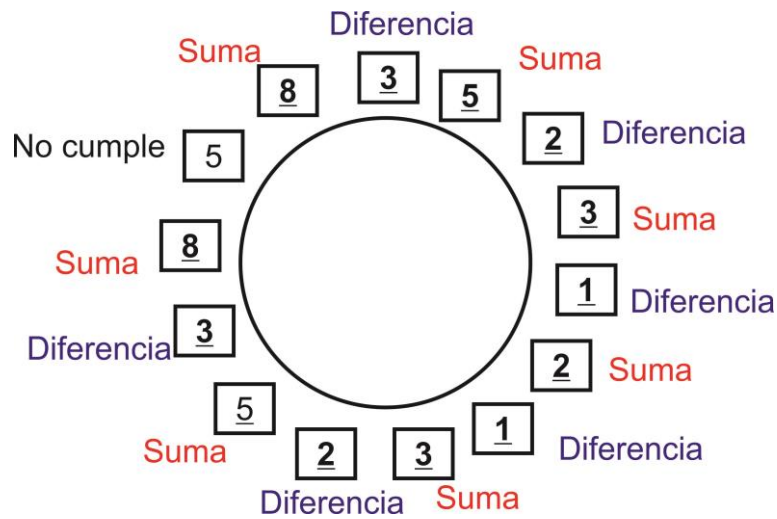 Diferencia
3
Suma
5
2
Diferencia
3
Suma
1
Diferencia
2
Suma
1
Diferencia
3
Suma
2
Diferencia
5
Suma
3
Diferencia
8
Suma
5
No cumple
8
Suma